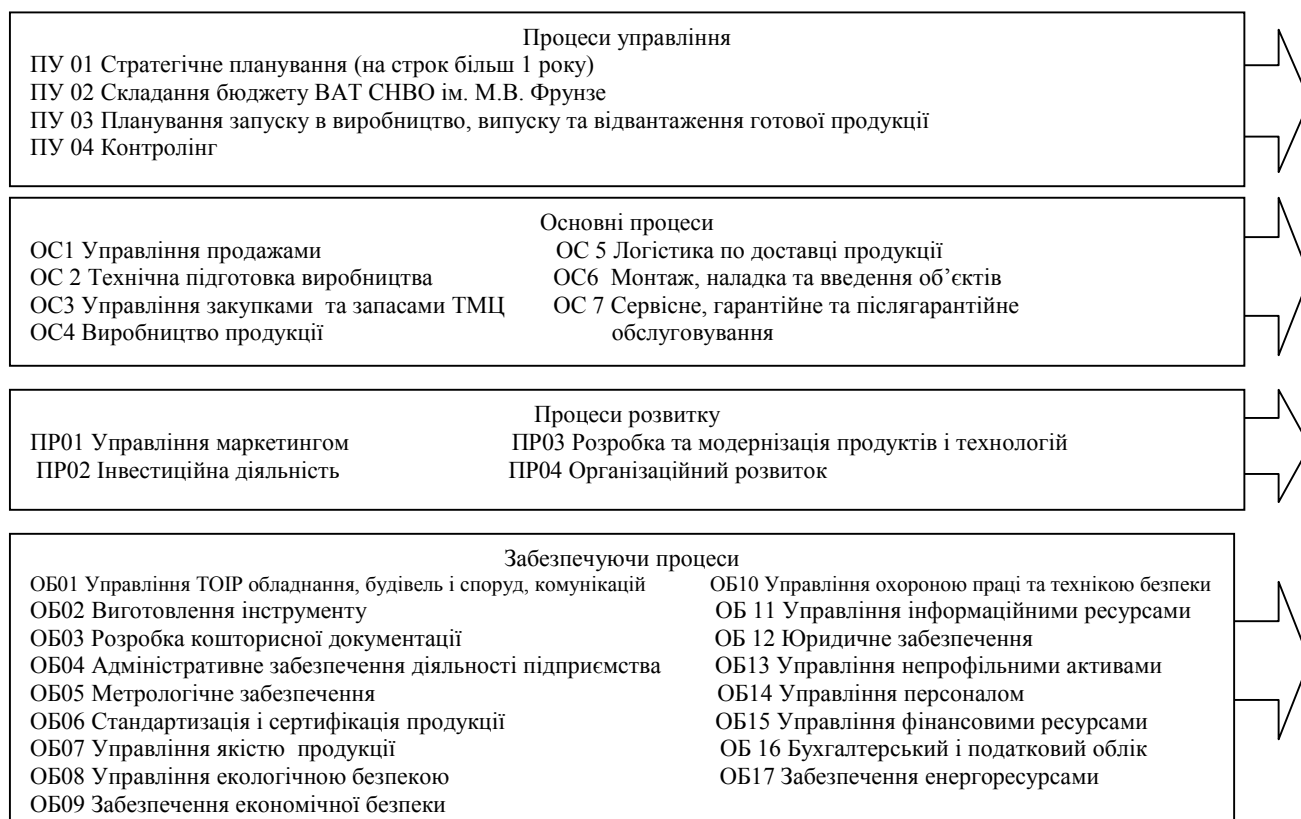 Процеси управління
ПУ 01 Стратегічне планування (на строк більш 1 року)
ПУ 02 Складання бюджету ВАТ СНВО ім. М.В. Фрунзе
ПУ 03 Планування запуску в виробництво, випуску та відвантаження готової продукції
ПУ 04 Контролінг
Основні процеси
ОС1 Управління продажами
ОС 2 Технічна підготовка виробництва
ОС3 Управління закупками та запасами ТМЦ
ОС4 Виробництво продукції
ОС 5 Логістика по доставці продукції
ОС6 Монтаж, наладка та введення об’єктів
ОС 7 Сервісне, гарантійне та післягарантійне
обслуговування
Процеси розвитку
ПР01 Управління маркетингом
ПР02 Інвестиційна діяльність
ПР03 Розробка та модернізація продуктів і технологій
ПР04 Організаційний розвиток
Забезпечуючи процеси
ОБ01 Управління ТОІР обладнання, будівель і споруд, комунікацій
ОБ02 Виготовлення інструменту
ОБ03 Розробка кошторисної документації
ОБ04 Адміністративне забезпечення діяльності підприємства
ОБ05 Метрологічне забезпечення
ОБ06 Стандартизація і сертифікація продукції
ОБ07 Управління якістю продукції
ОБ08 Управління екологічною безпекою
ОБ09 Забезпечення економічної безпеки
ОБ10 Управління охороною праці та технікою безпеки
ОБ 11 Управління інформаційними ресурсами
ОБ 12 Юридичне забезпечення
ОБ13 Управління непрофільними активами
ОБ14 Управління персоналом
ОБ15 Управління фінансовими ресурсами
ОБ 16 Бухгалтерський і податковий облік
ОБ17 Забезпечення енергоресурсами